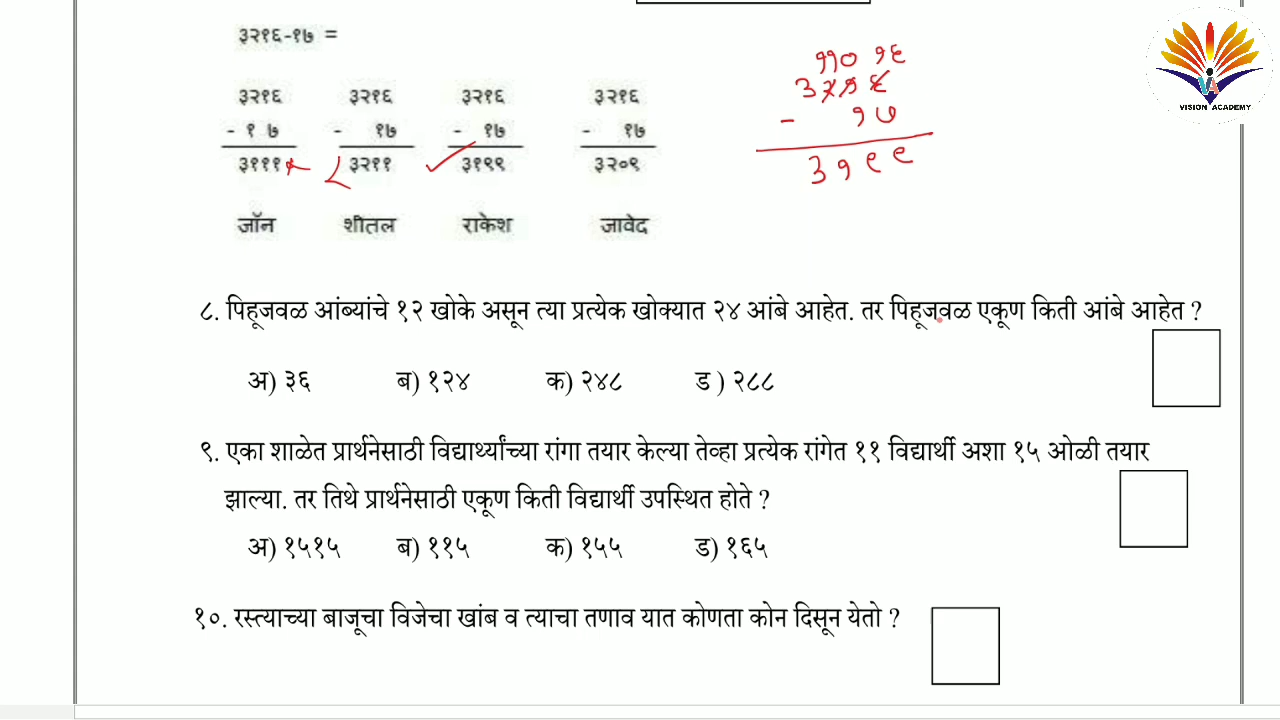 ३२१६-१७ =
३२१६ ३२१६ ३२१६ ३२१६
- १ ७ - १७ - १७ - १७
३१११ ३२११ ३१९९ ३२०९
जॉन शीतल राकेश जावेद
११० १६
३२१६
- १७
३१९९
VISION ACADEMY
८. पिहूजवळ आंब्यांचे १२ खोके असून त्या प्रत्येक खोक्यात २४ आंबे आहेत. तर पिहूजवळ एकूण किती आंबे आहेत ?
अ) ३६ ब) १२४ क) २४८ ड ) २८८
९. एका शाळेत प्रार्थनेसाठी विद्यार्थ्यांच्या रांगा तयार केल्या तेव्हा प्रत्येक रांगेत ११ विद्यार्थी अशा १५ ओळी तयार
झाल्या. तर तिथे प्रार्थनेसाठी एकूण किती विद्यार्थी उपस्थित होते ?
अ) १५१५ ब) ११५ क) १५५ ड) १६५
१०. रस्त्याच्या बाजूचा विजेचा खांब व त्याचा तणाव यात कोणता कोन दिसून येतो ?